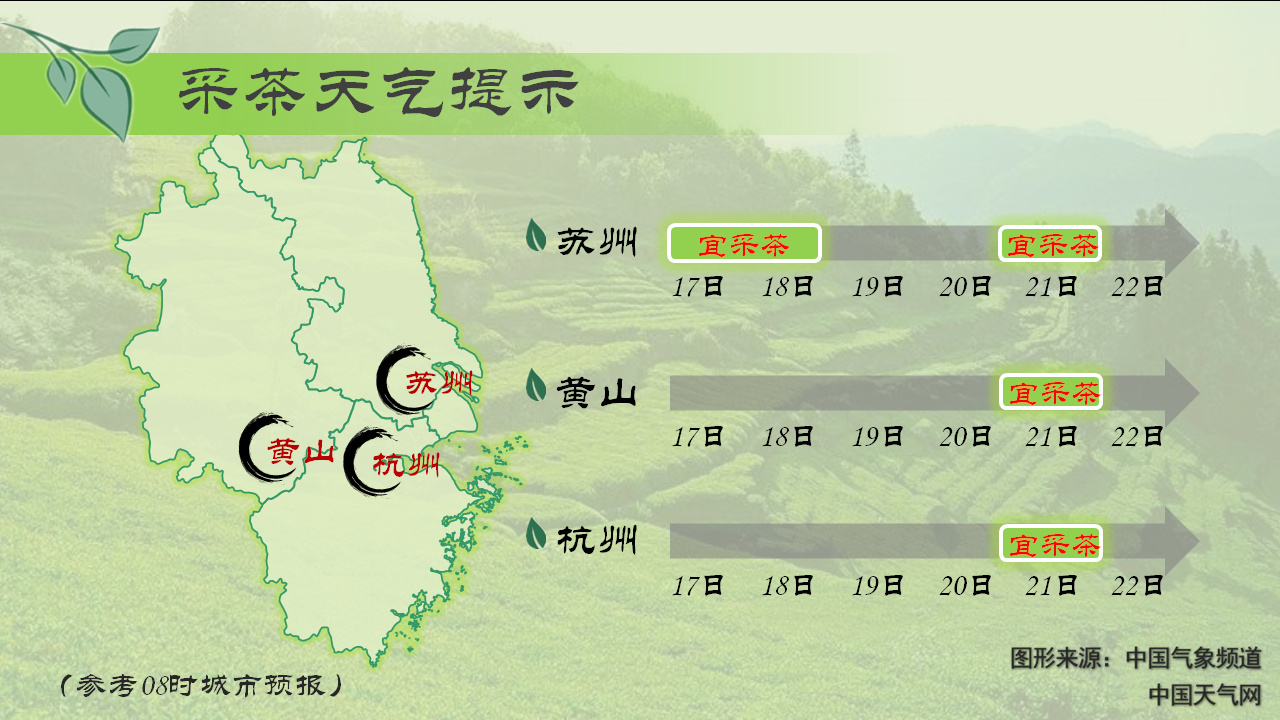 采茶天气提示
苏州
宜采茶
宜采茶
17日 18日 19日 20日 21日 22日
黄山
宜采茶
17日 18日 19日 20日 21日 22日
杭州
宜采茶
17日 18日 19日 20日 21日 22日
苏州
黄山
杭州
（参考08时城市预报）
图形来源：中国气象频道
中国天气网